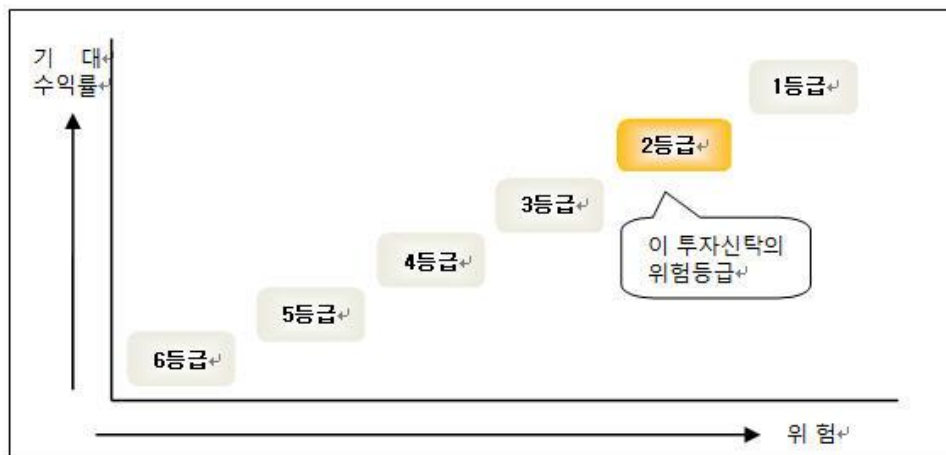 기 대
수익률
1등급
2등급
3등급
이 투자신탁의
위험등급
4등급
5등급
6등급
위 험